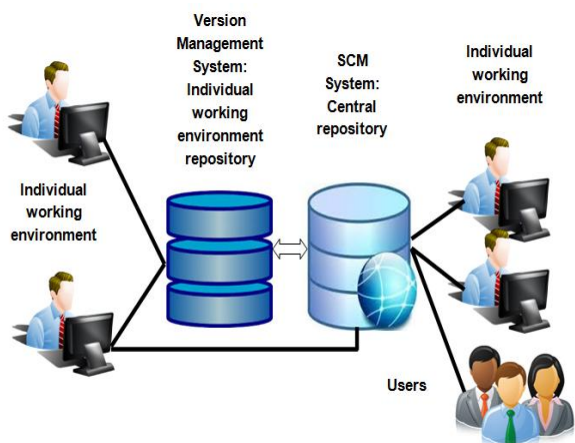 Version
Management
System:
Individual
working
environment
repository
SCM
System:
Central
repository
Individual
working
environment
Individual
working
environment
Users